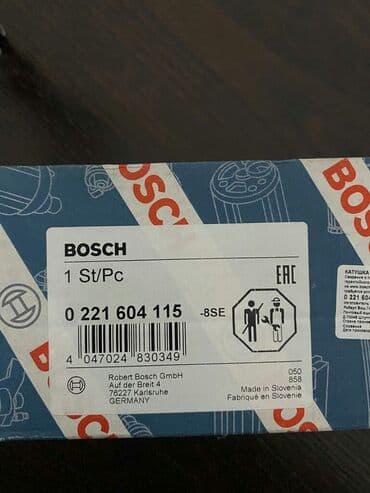 BOSCH
BOSCH
BOSCH
BOSCH
BOSCH
1 St/Pc
EAC
0 221 604 115
-8SE
4 047024 830349
Robert Bosch GmbH
Auf der Breit 4
76227 Karlsruhe
GERMANY
050
858
Made in Slovenia
Fabriqué en Slovénie
КАТУШКА
0 221 604